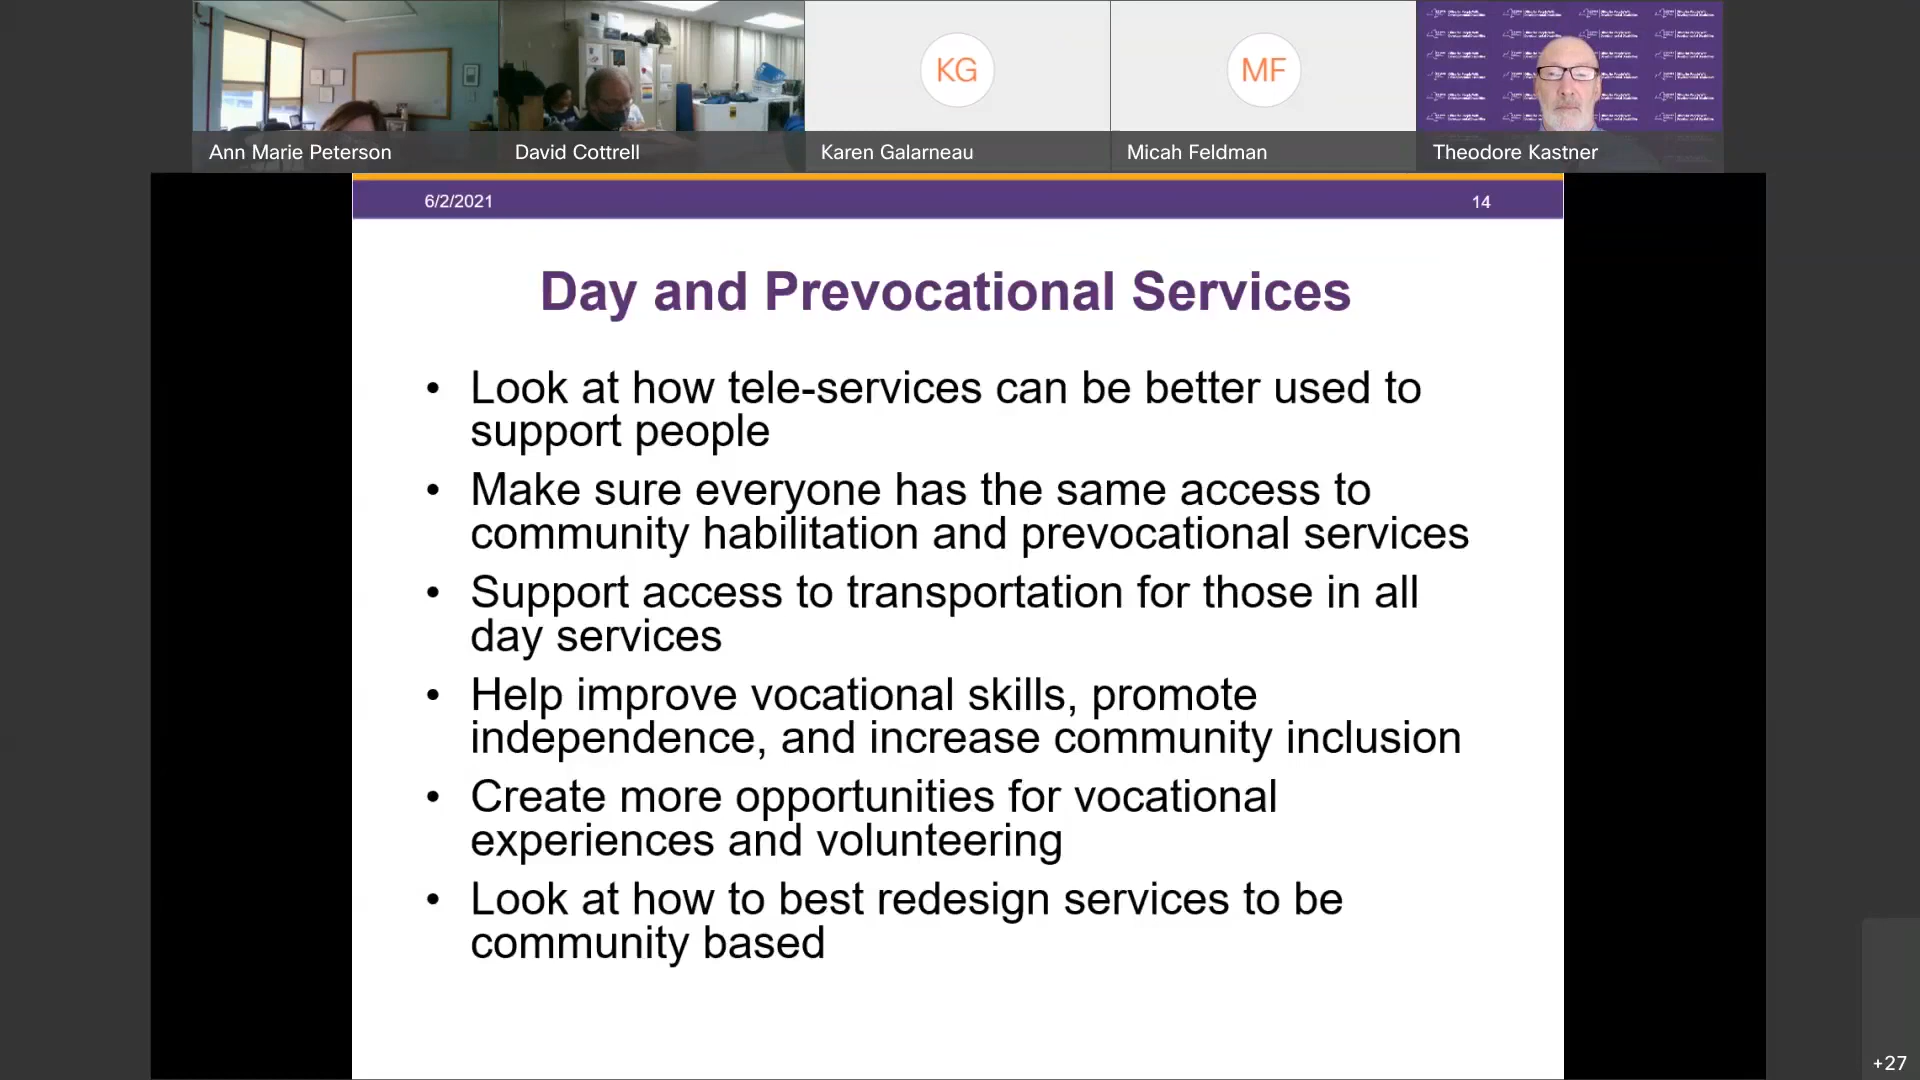 KG
MF
Ann Marie Peterson
David Cottrell
Karen Galarneau
Micah Feldman
Theodore Kastner
6/2/2021
14
Day and Prevocational Services
• Look at how tele-services can be better used to
support people
• Make sure everyone has the same access to
community habilitation and prevocational services
• Support access to transportation for those in all
day services
• Help improve vocational skills, promote
independence, and increase community inclusion
• Create more opportunities for vocational
experiences and volunteering
• Look at how to best redesign services to be
community based
+27